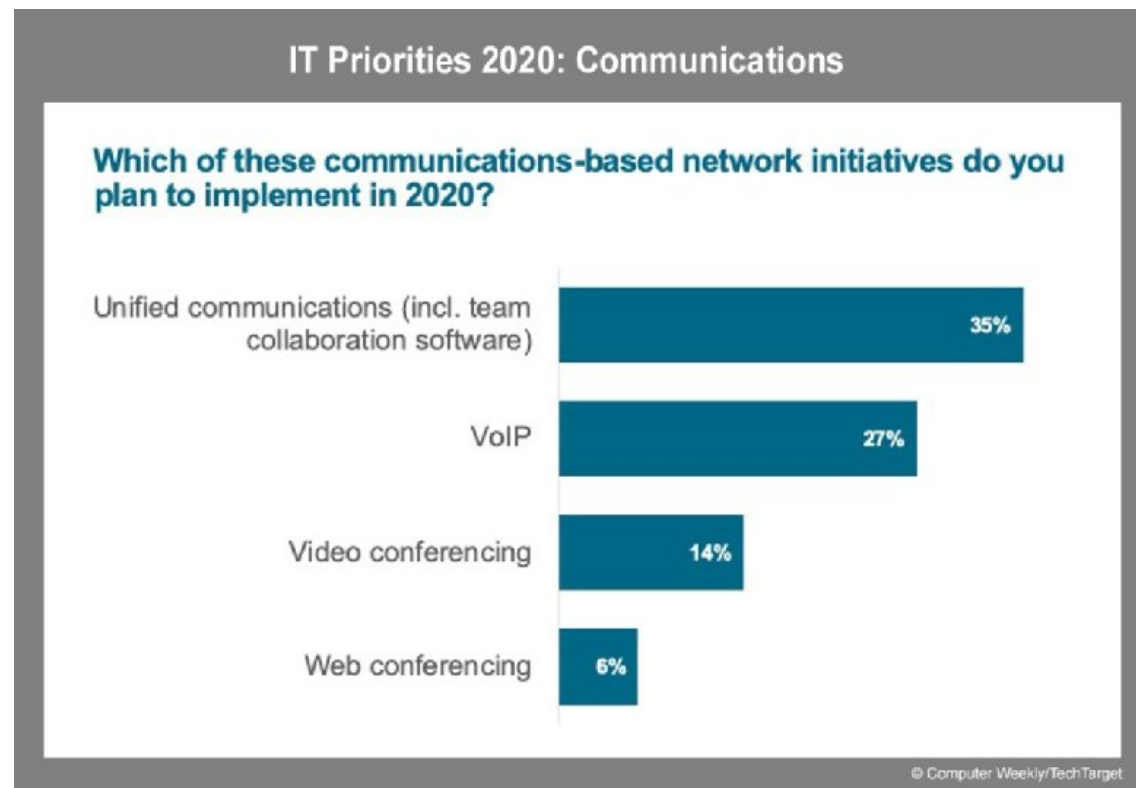 IT Priorities 2020: Communications
Which of these communications-based network initiatives do you
plan to implement in 2020?
Unified communications (incl. team
collaboration software)
35%
VoIP
27%
Video conferencing
14%
Web conferencing
6%
© Computer Weekly/TechTarget